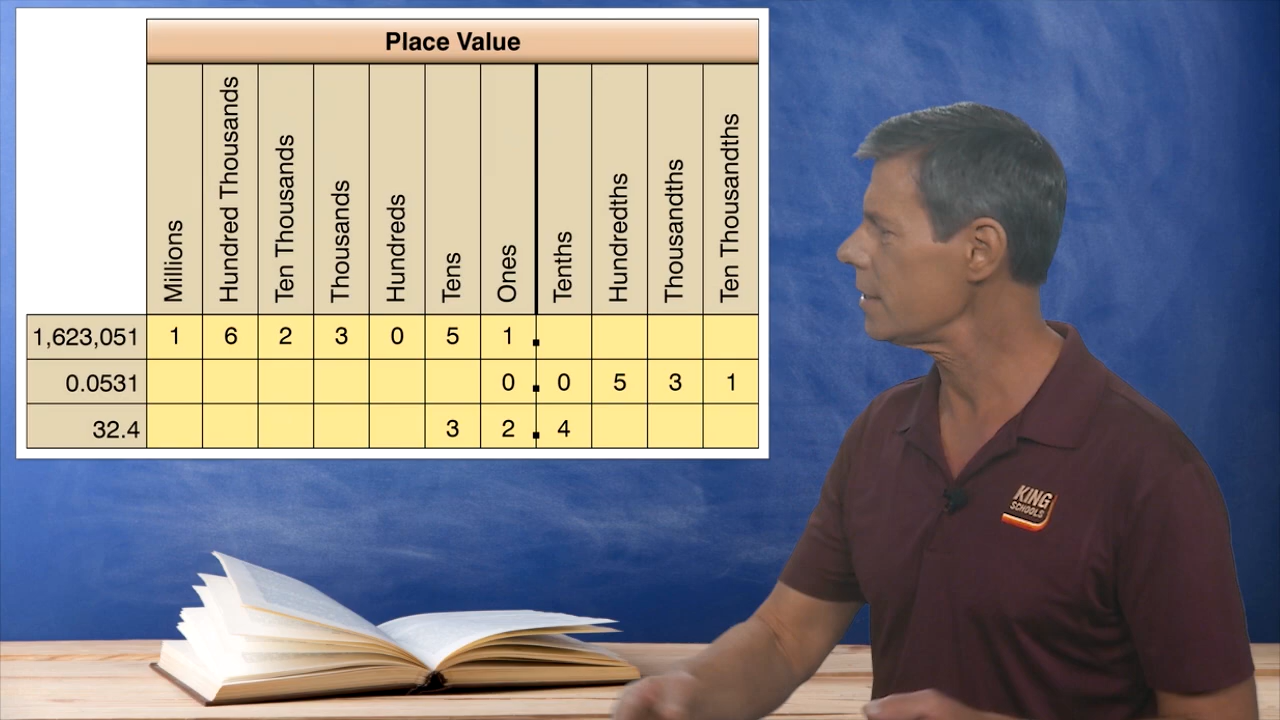 Place Value
Millions
Hundred Thousands
Ten Thousands
Thousands
Hundreds
Tens
Ones
Tenths
Hundredths
Thousandths
Ten Thousandths
1,623,051 1 6 2 3 0 5 1 .
0.0531 0 . 0 5 3 1
32.4 3 2 . 4
KING
SCHOOLS